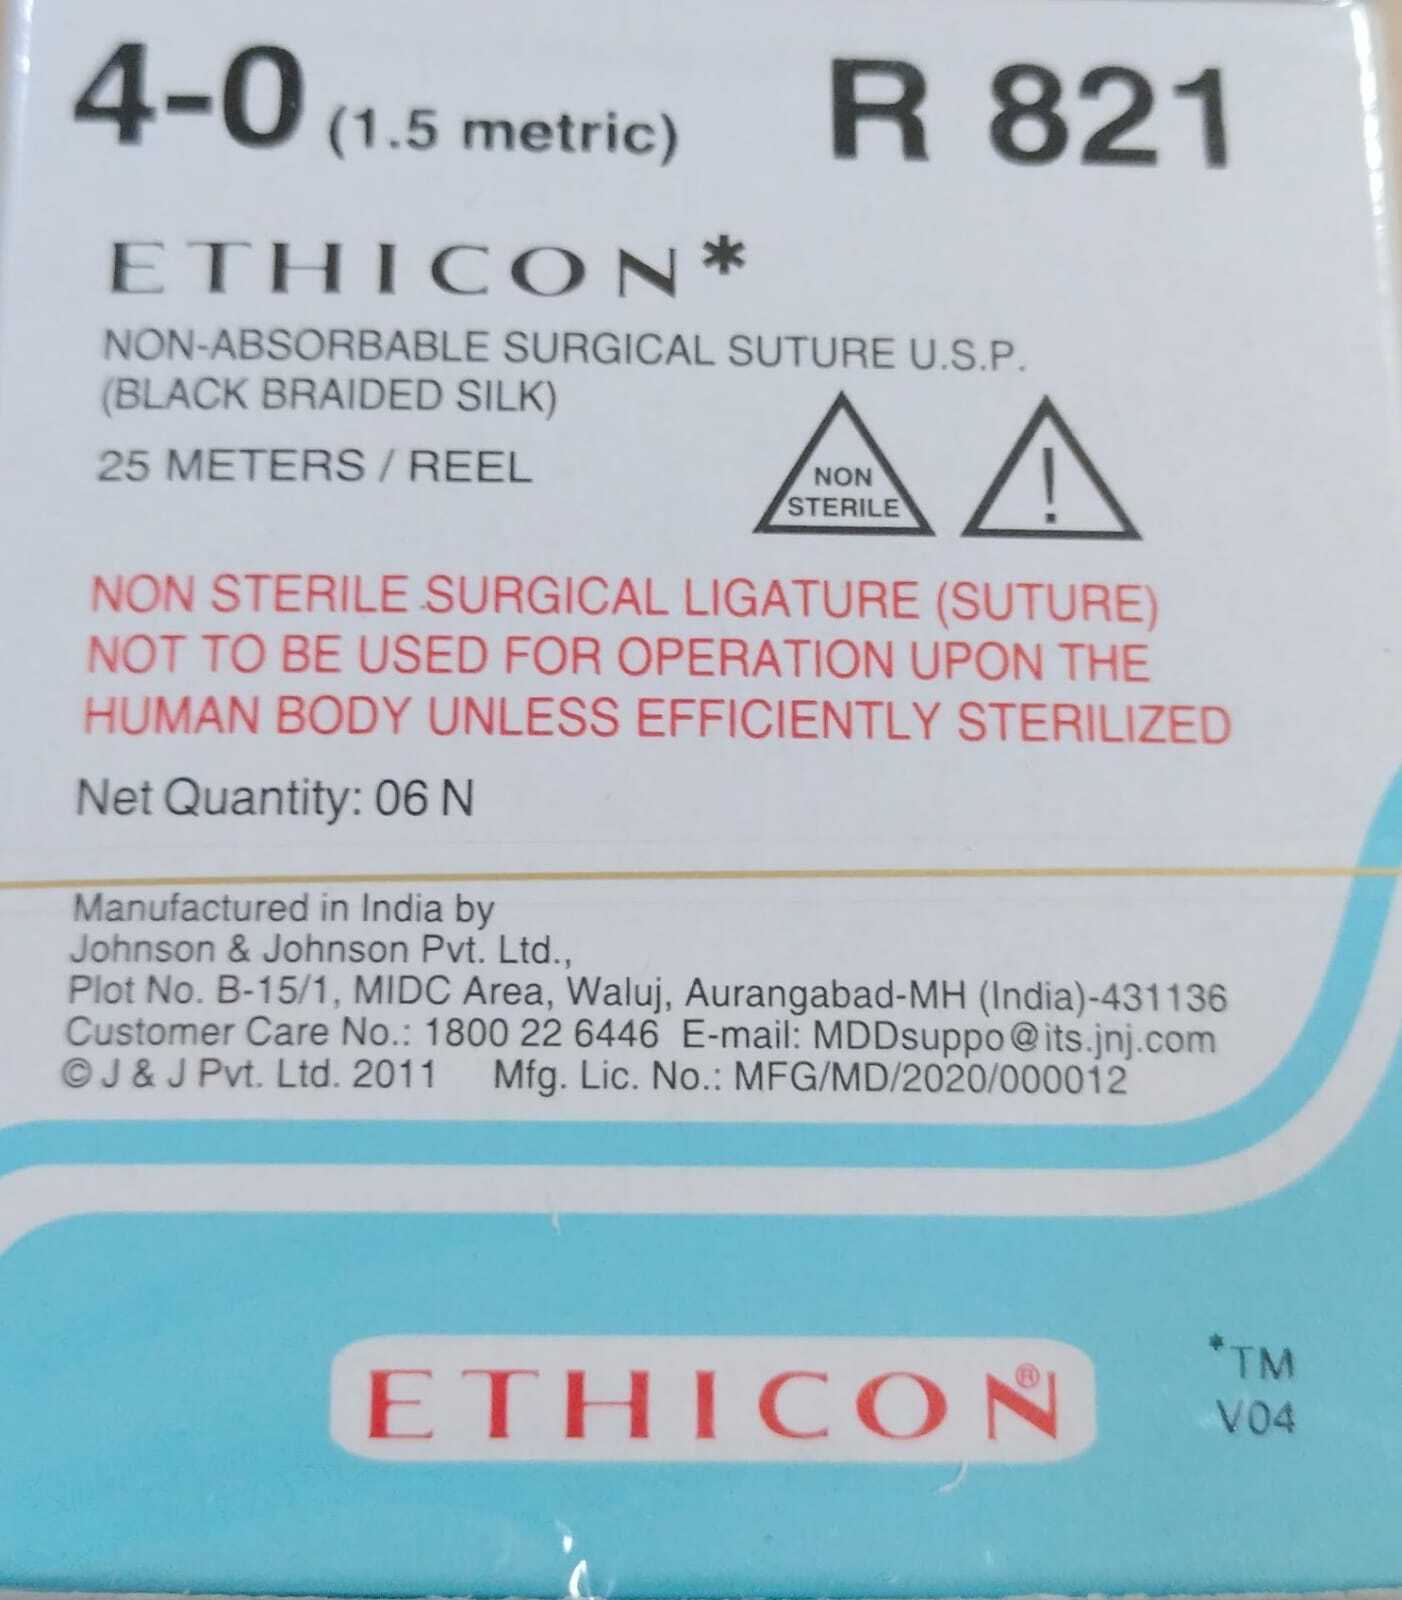 4-0 (1.5 metric) R 821
ETHICON*
NON-ABSORBABLE SURGICAL SUTURE U.S.P.
(BLACK BRAIDED SILK)
25 METERS / REEL
NON
STERILE
!
NON STERILE SURGICAL LIGATURE (SUTURE)
NOT TO BE USED FOR OPERATION UPON THE
HUMAN BODY UNLESS EFFICIENTLY STERILIZED
Net Quantity: 06 N
Manufactured in India by
Johnson & Johnson Pvt. Ltd.,
Plot No. B-15/1, MIDC Area, Waluj, Aurangabad-MH (India)-431136
Customer Care No.: 1800 22 6446 E-mail: MDDsuppo@its.jnj.com
© J & J Pvt. Ltd. 2011 Mfg. Lic. No.: MFG/MD/2020/000012
ETHICON®
*TM
V04